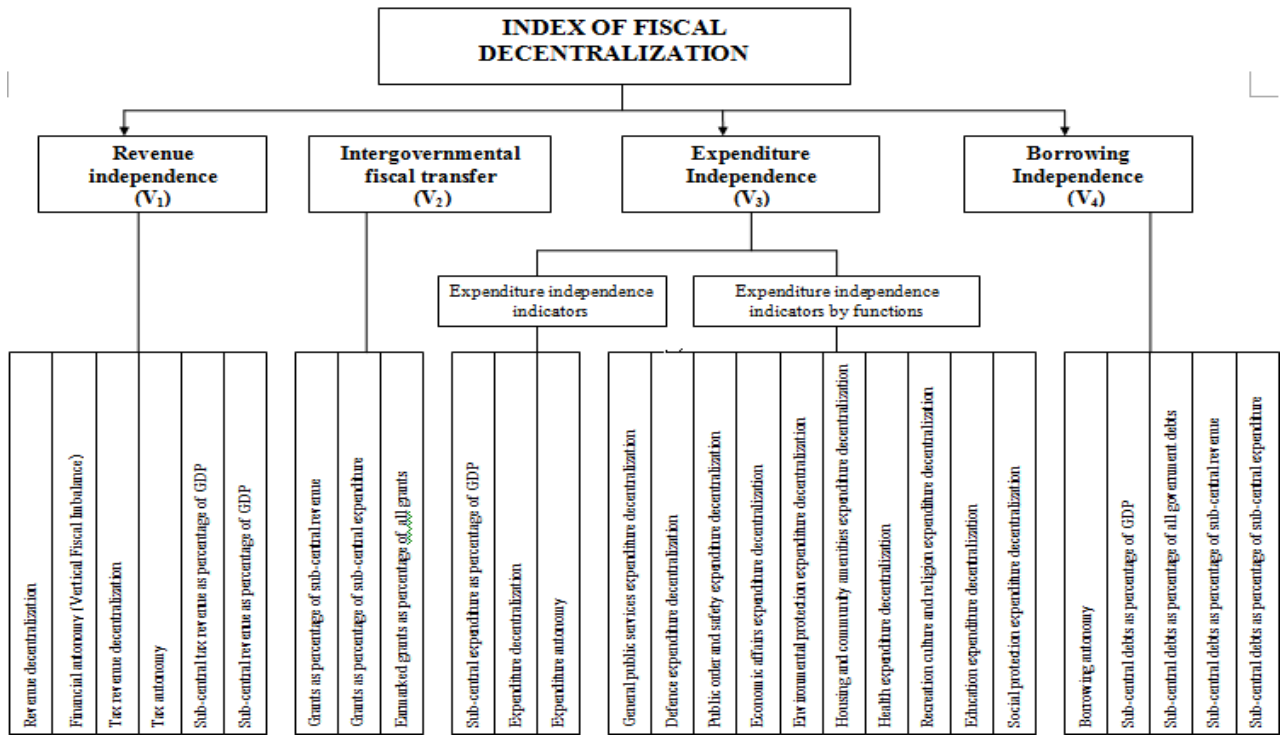 INDEX OF FISCAL
DECENTRALIZATION
Revenue
independence
(V₁)
Intergovernmental
fiscal transfer
(V₂)
Expenditure
Independence
(V₃)
Borrowing
Independence
(V₄)
Expenditure independence
indicators
Expenditure independence
indicators by functions
Revenue decentralization
Financial autonomy (Vertical Fiscal Imbalance)
Tax revenue decentralization
Tax autonomy
Sub-central tax revenue as percentage of GDP
Sub-central revenue as percentage of GDP
Grants as percentage of sub-central revenue
Grants as percentage of sub-central expenditure
Earmarked grants as percentage of all grants
Sub-central expenditure as percentage of GDP
Expenditure decentralization
Expenditure autonomy
General public services expenditure decentralization
Defence expenditure decentralization
Public order and safety expenditure decentralization
Economic affairs expenditure decentralization
Environmental protection expenditure decentralization
Housing and community amenities expenditure decentralization
Health expenditure decentralization
Recreation culture and religion expenditure decentralization
Education expenditure decentralization
Social protection expenditure decentralization
Borrowing autonomy
Sub-central debts as percentage of GDP
Sub-central debts as percentage of all government debts
Sub-central debts as percentage of sub-central revenue
Sub-central debts as percentage of sub-central expenditure